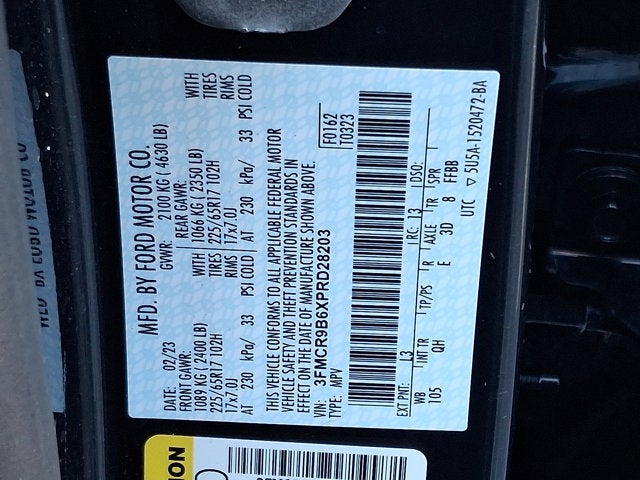 MFD. BY FORD MOTOR CO.
DATE: 02/23 GVWR: 2100 KG ( 4630 LB)
FRONT GAWR: REAR GAWR: WITH
1089 KG ( 2400 LB) WITH 1066 KG ( 2350 LB) TIRES
225/65R17 102H TIRES 225/65R17 102H RIMS
17x7.0J RIMS 17x7.0J
AT 230 kPa/ 33 PSI COLD AT 230 kPa/ 33 PSI COLD
THIS VEHICLE CONFORMS TO ALL APPLICABLE FEDERAL MOTOR
VEHICLE SAFETY AND THEFT PREVENTION STANDARDS IN
EFFECT ON THE DATE OF MANUFACTURE SHOWN ABOVE.
VIN: 3FMCR9B6XPRD28203 F0162
TYPE: MPV T0323
EXT PNT: L3 RC: 13 DSO:
WB INT TR TP/PS R AXLE TR SPR
105 QH E 3D 8 FFBB
UTC ▽ 5U5A-1520472-BA